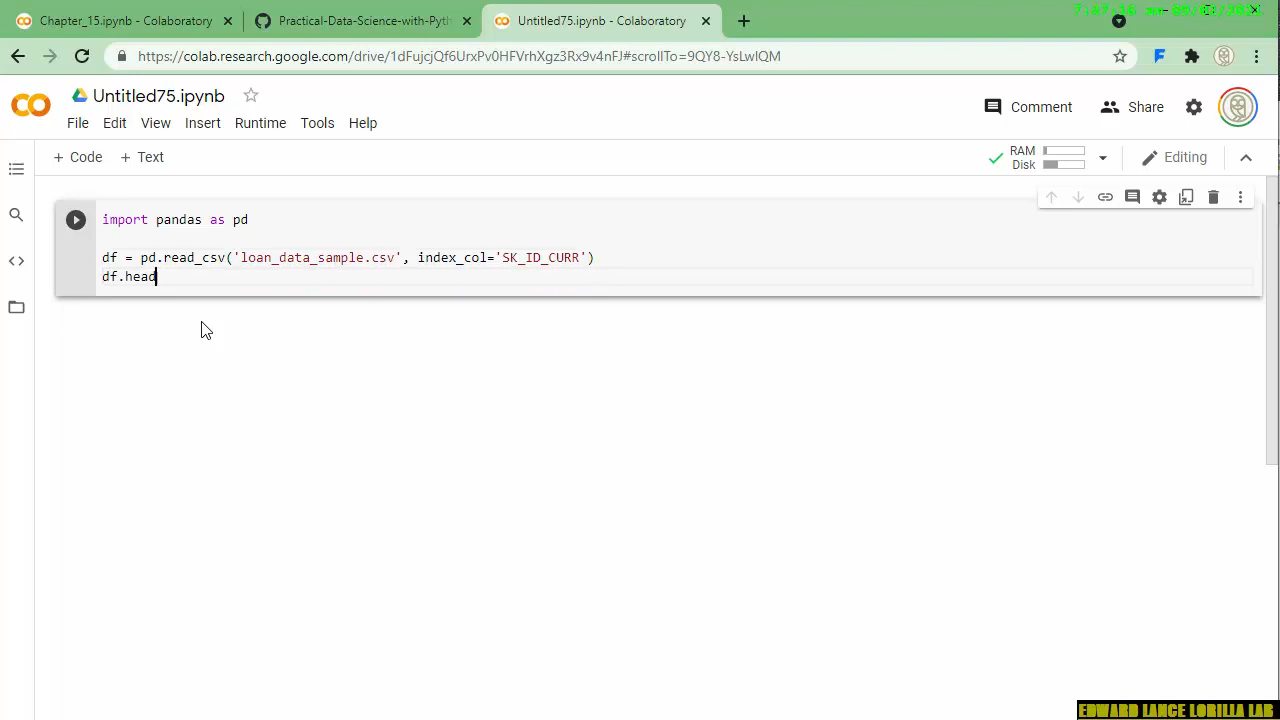 Chapter_15.ipynb - Colaboratory
Practical-Data-Science-with-Pyth
Untitled75.ipynb - Colaboratory
https://colab.research.google.com/drive/1dFujcjQf6UrxPv0HFVrhXgz3Rx9v4nFJ#scrollTo=9QY8-YsLwlQM
Untitled75.ipynb
File Edit View Insert Runtime Tools Help
Comment
Share
+ Code + Text
RAM
Disk
Editing
import pandas as pd
df = pd.read_csv('loan_data_sample.csv', index_col='SK_ID_CURR')
df.head
EDWARD LANCE LORILLA LAB